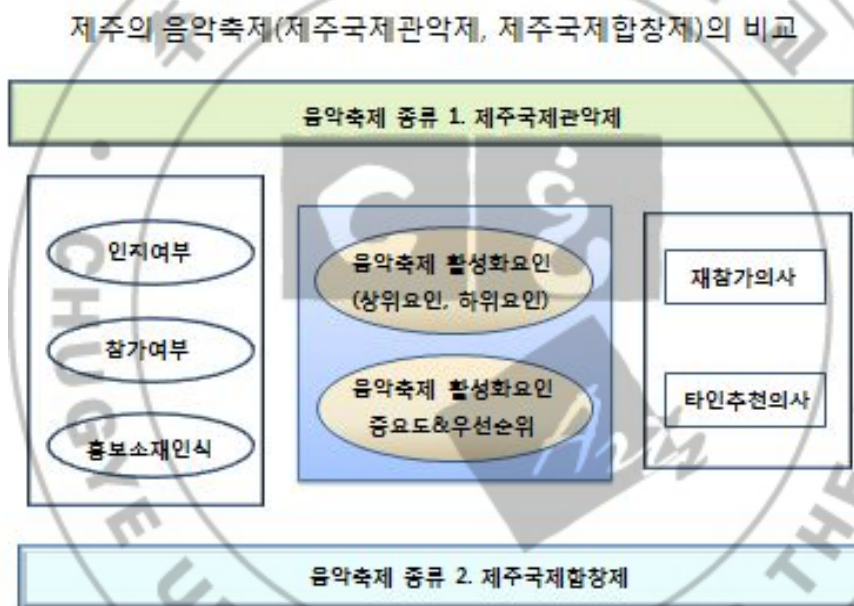 제주의 음악축제(제주국제관악제, 제주국제합창제)의 비교
음악축제 종류 1. 제주국제관악제
인지여부
참가여부
홍보소재인식
음악축제 활성화요인
(상위요인, 하위요인)
음악축제 활성화요인
중요도&우선순위
재참가의사
타인추천의사
음악축제 종류 2. 제주국제합창제
CHUGYE
THE
Arts